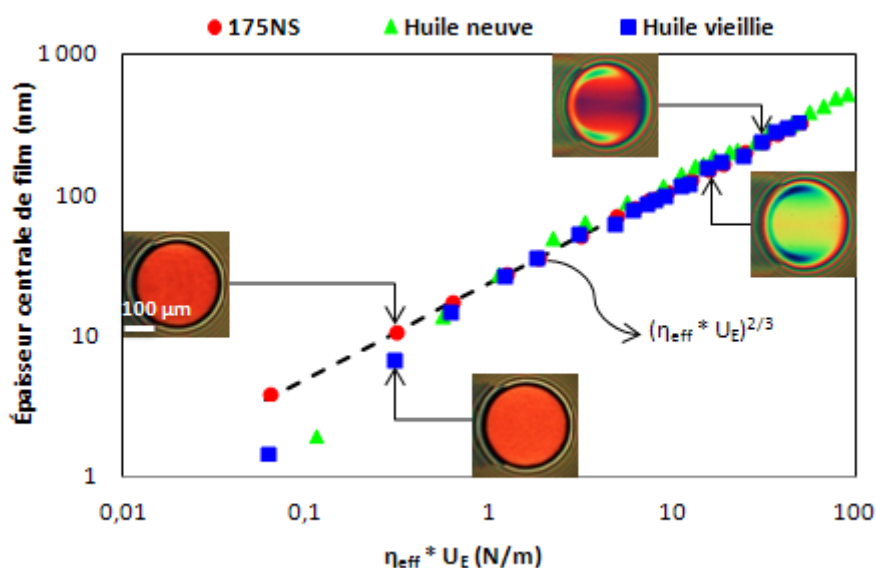 175NS Huile neuve Huile vieillie
Épaisseur centrale de film (nm)
1 000
100
10
1
100 µm
(ηeff * UE)2/3
0,01 0,1 1 10 100
ηeff * UE (N/m)